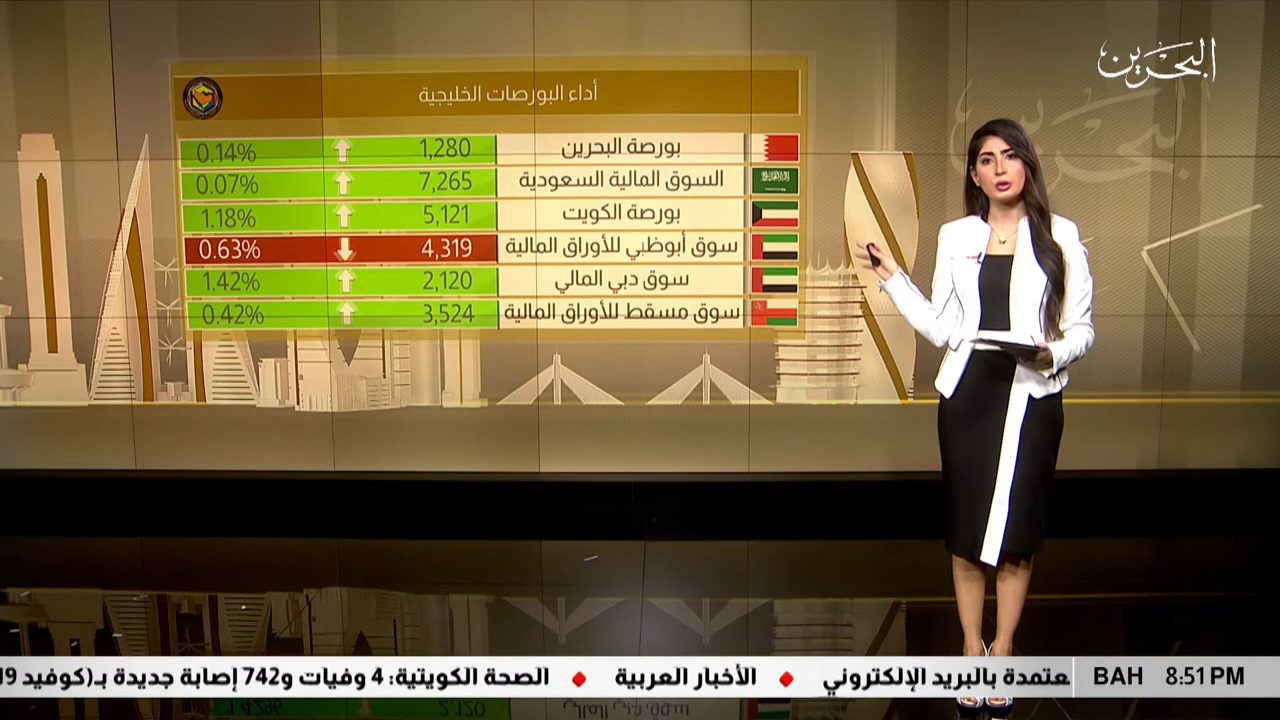 البحرين
أداء البورصات الخليجية
بورصة البحرين 1,280 0.14%
السوق المالية السعودية 7,265 0.07%
بورصة الكويت 5,121 1.18%
سوق أبوظبي للأوراق المالية 4,319 0.63%
سوق دبي المالي 2,120 1.42%
سوق مسقط للأوراق المالية 3,524 0.42%
BAH 8:51 PM
بالبريد الإلكتروني ♦ الأخبار العربية ♦ الصحة الكويتية: 4 وفيات و742 إصابة جديدة بـ(كوفيد